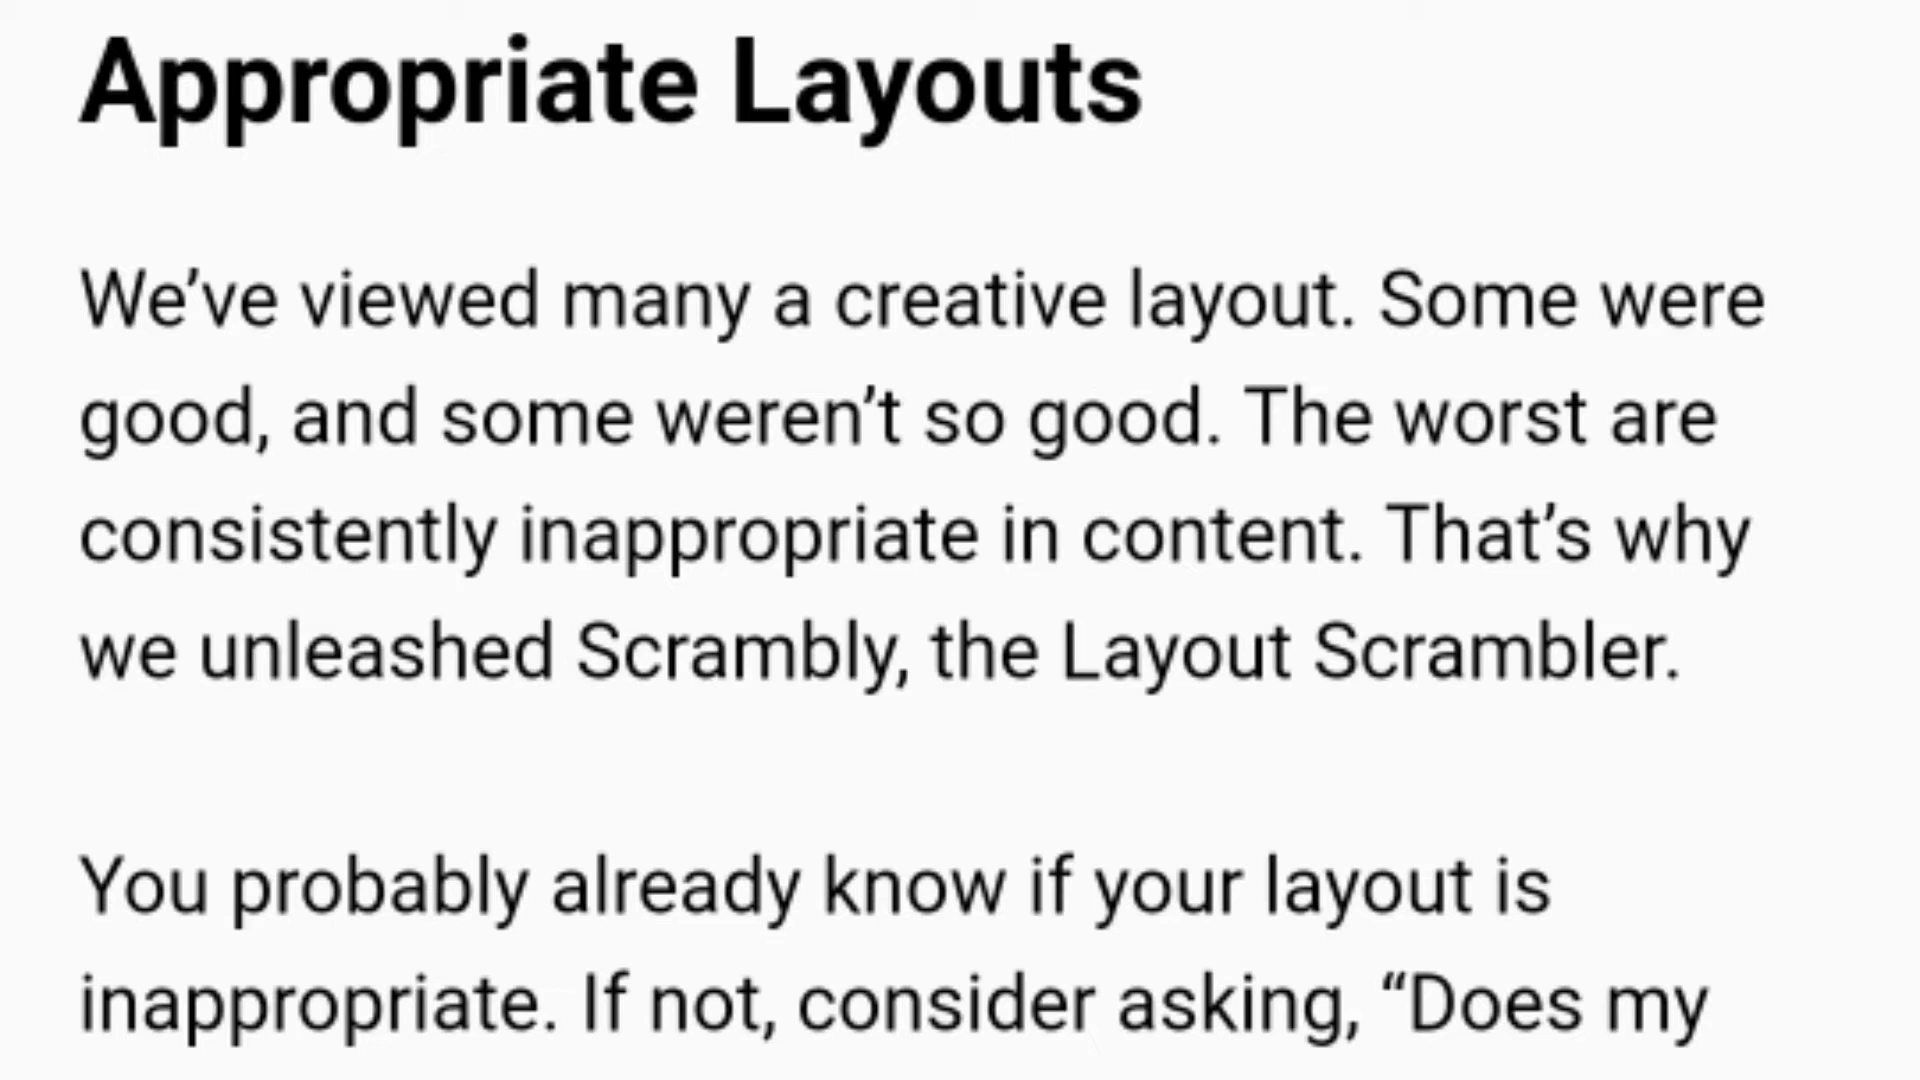 Appropriate Layouts
We’ve viewed many a creative layout. Some were
good, and some weren’t so good. The worst are
consistently inappropriate in content. That’s why
we unleashed Scrambly, the Layout Scrambler.
You probably already know if your layout is
inappropriate. If not, consider asking, “Does my